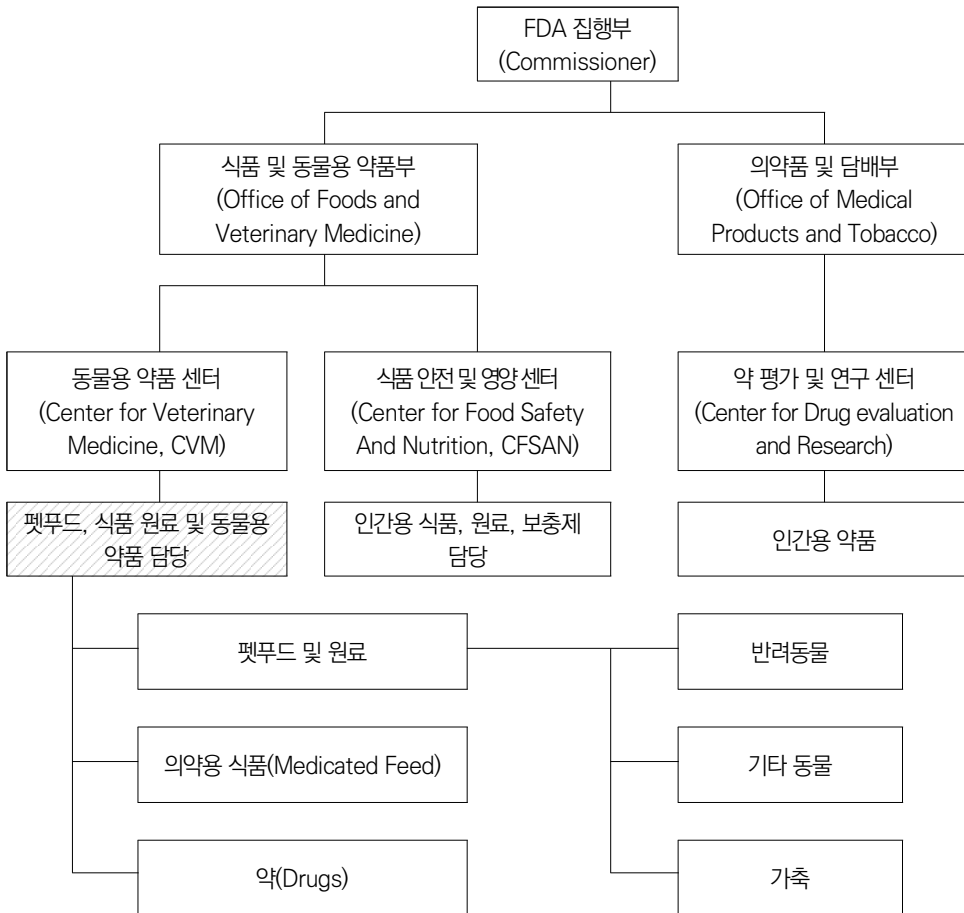 FDA 집행부
(Commissioner)
식품 및 동물용 약품부
(Office of Foods and
Veterinary Medicine)
의약품 및 담배부
(Office of Medical
Products and Tobacco)
동물용 약품 센터
(Center for Veterinary
Medicine, CVM)
식품 안전 및 영양 센터
(Center for Food Safety
And Nutrition, CFSAN)
약 평가 및 연구 센터
(Center for Drug evaluation
and Research)
펫푸드, 식품 원료 및 동물용
약품 담당
인간용 식품, 원료, 보충제
담당
인간용 약품
펫푸드 및 원료
반려동물
의약용 식품(Medicated Feed)
기타 동물
약(Drugs)
가축